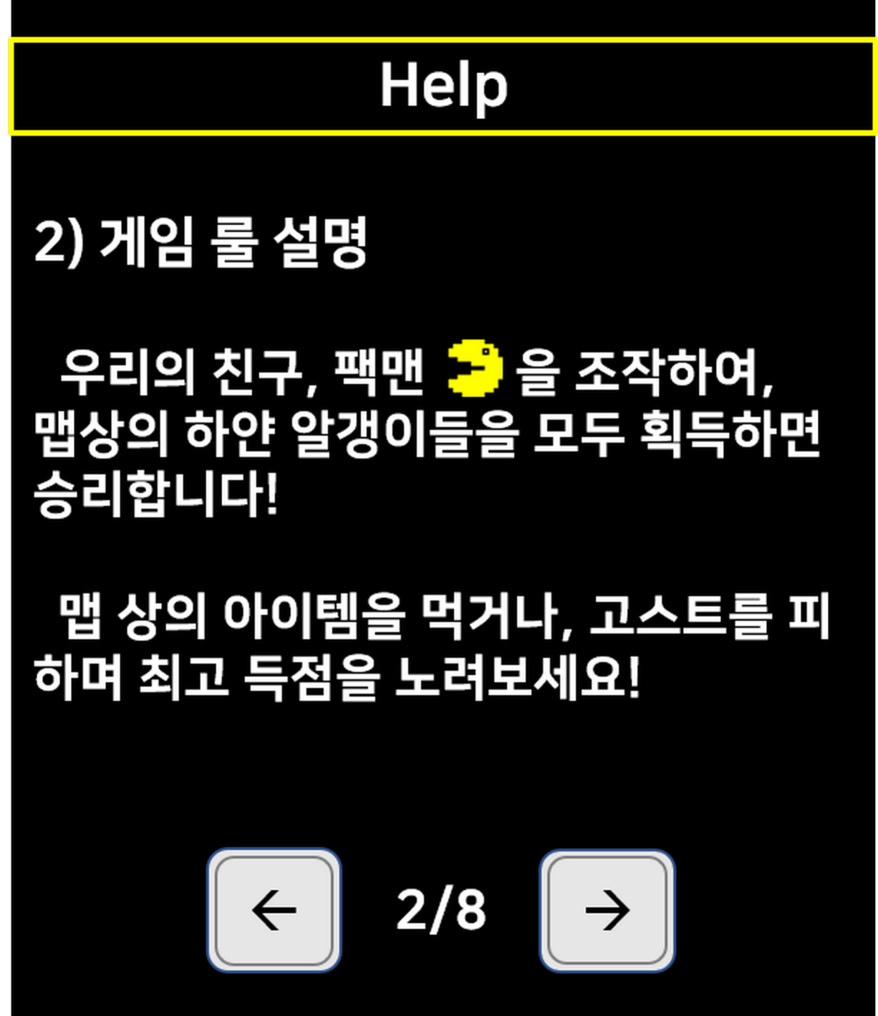 Help
2) 게임 룰 설명
우리의 친구, 팩맨 을 조작하여,
맵상의 하얀 알갱이들을 모두 획득하면
승리합니다!
맵 상의 아이템을 먹거나, 고스트를 피
하며 최고 득점을 노려보세요!
← 2/8 →